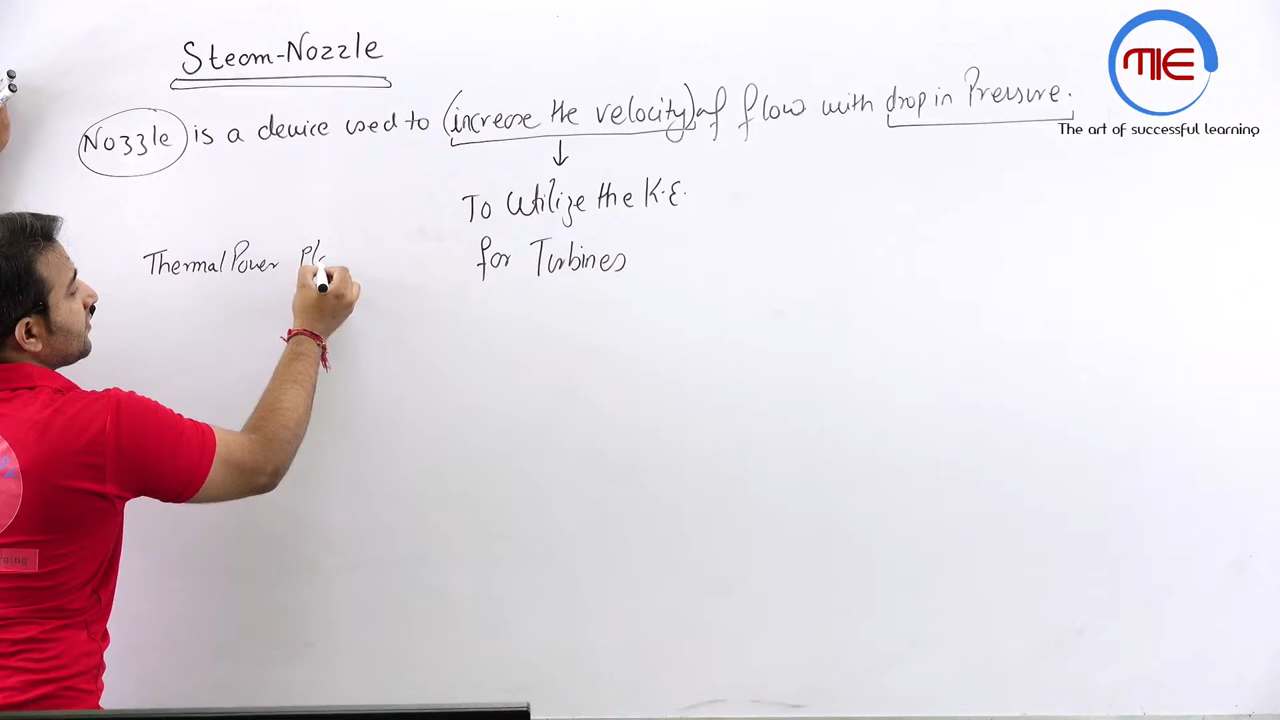 Steam-Nozzle
Nozzle is a device used to (increase the velocity) of flow with drop in Pressure.
To Utilize the K.E.
for Turbines
Thermal Power Pla
MIE
The art of successful learning